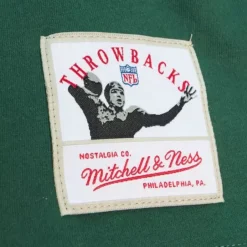 THROWBACKS
NFL
NOSTALGIA CO.
Mitchell & Ness
PHILADELPHIA, PA.